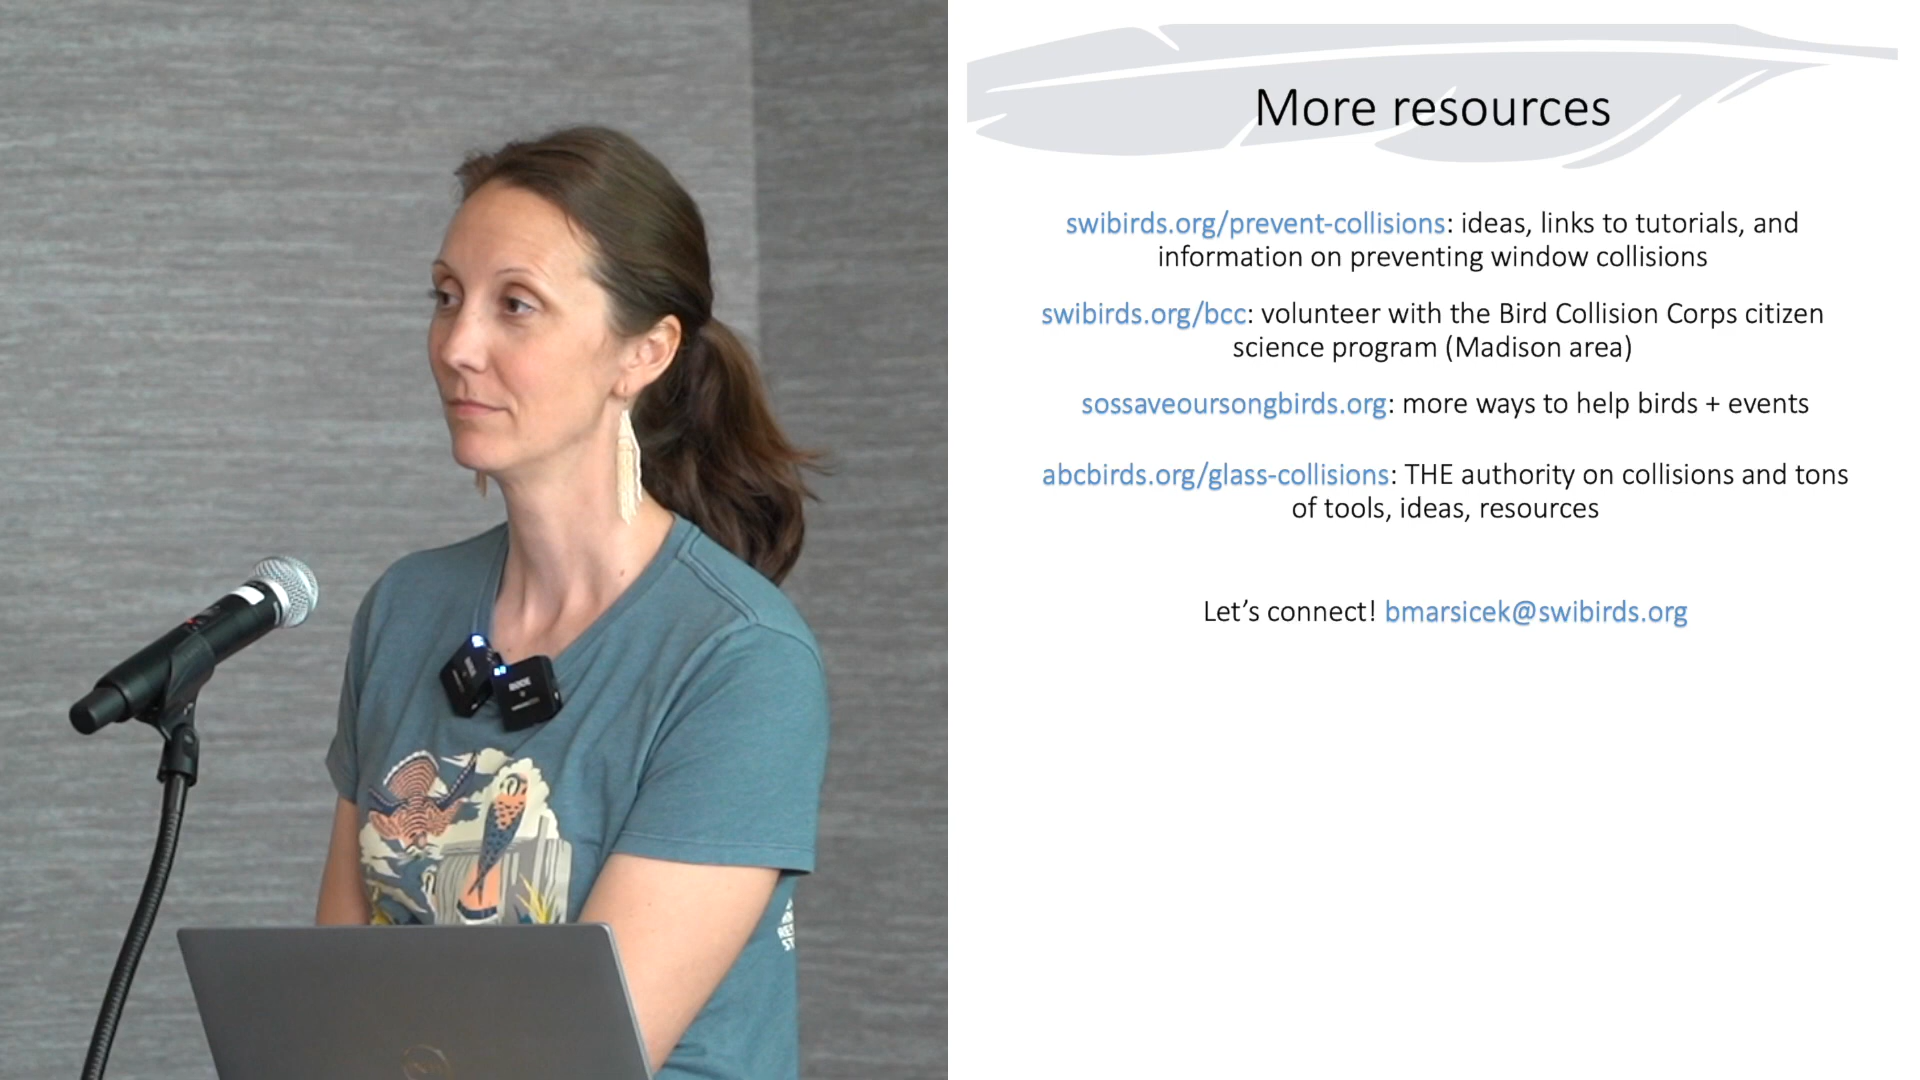 More resources
swibirds.org/prevent-collisions: ideas, links to tutorials, and
information on preventing window collisions
swibirds.org/bcc: volunteer with the Bird Collision Corps citizen
science program (Madison area)
sossaveoursongbirds.org: more ways to help birds + events
abcbirds.org/glass-collisions: THE authority on collisions and tons
of tools, ideas, resources
Let’s connect! bmarsicek@swibirds.org
RODE